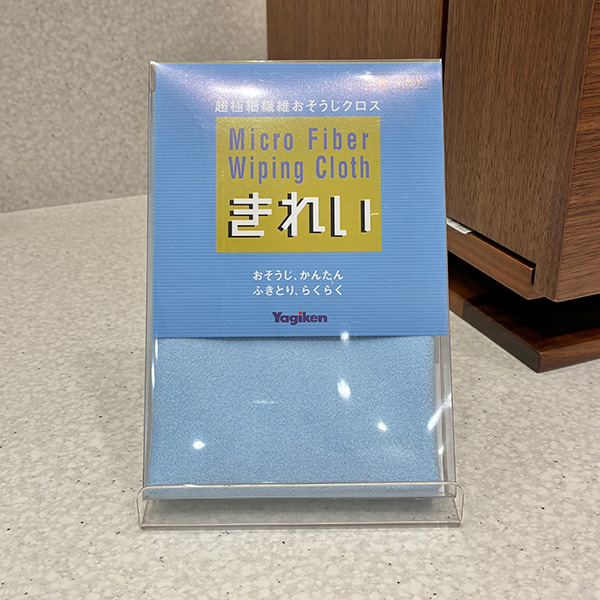 超極細繊維おそうじクロス
Micro Fiber
Wiping Cloth
きれい
おそうじ、かんたん
ふきとり、らくらく
Yagiken